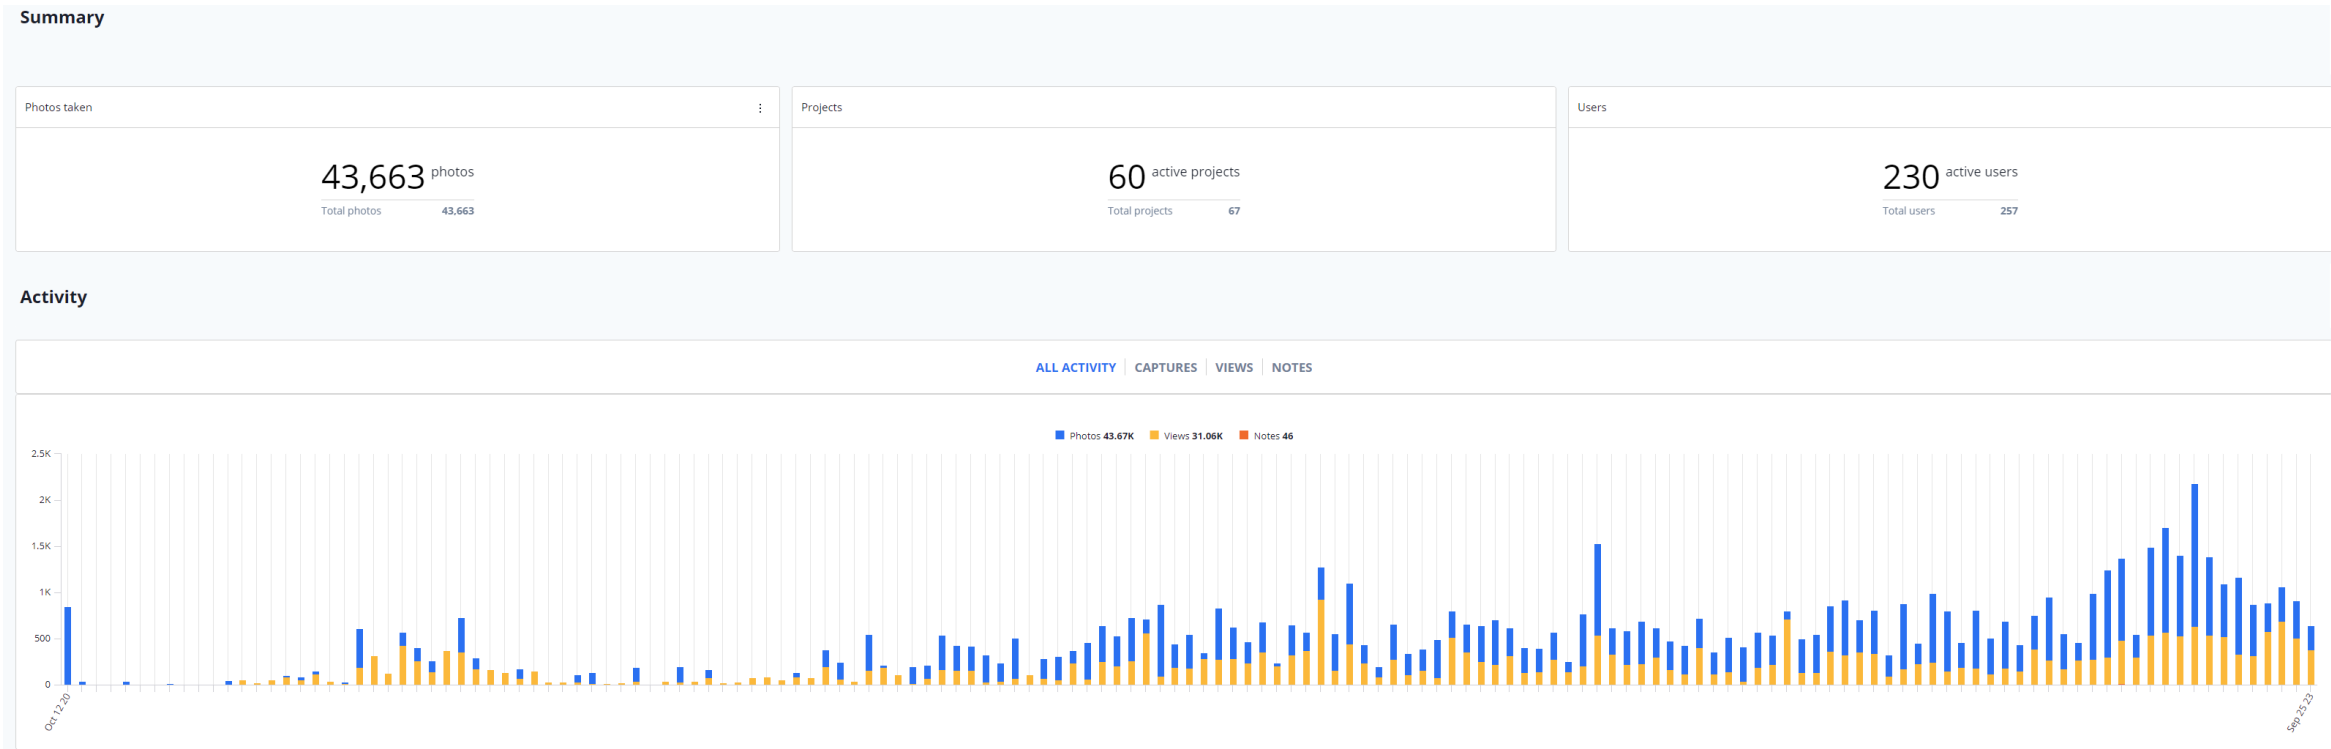 Summary
Photos taken
Projects
Users
43,663 photos
Total photos 43,663
60 active projects
Total projects 67
230 active users
Total users 257
Activity
ALL ACTIVITY CAPTURES VIEWS NOTES
Photos 43.67K Views 31.06K Notes 46
2.5K
2K
1.5K
1K
500
0
Oct 12 20
Sep 25 23